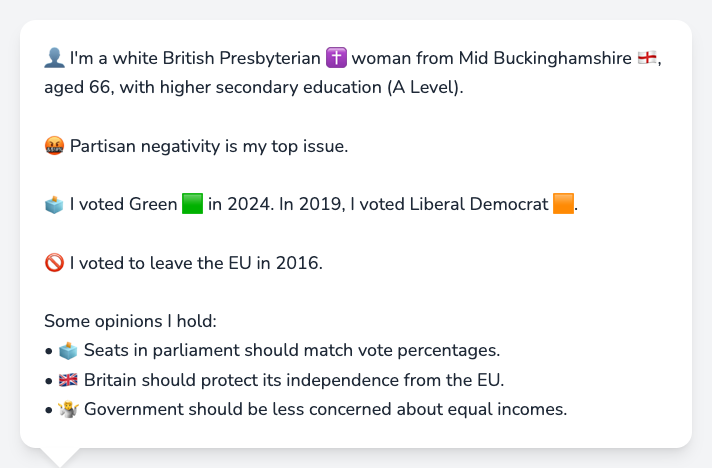 👤 I'm a white British Presbyterian ✝️ woman from Mid Buckinghamshire 🏴󠁧󠁢󠁥󠁮󠁧󠁿,
aged 66, with higher secondary education (A Level).
🤬 Partisan negativity is my top issue.
🗳️ I voted Green 🟩 in 2024. In 2019, I voted Liberal Democrat 🟧.
🚫 I voted to leave the EU in 2016.
Some opinions I hold:
• 🗳️ Seats in parliament should match vote percentages.
• 🇬🇧 Britain should protect its independence from the EU.
• 🤷 Government should be less concerned about equal incomes.